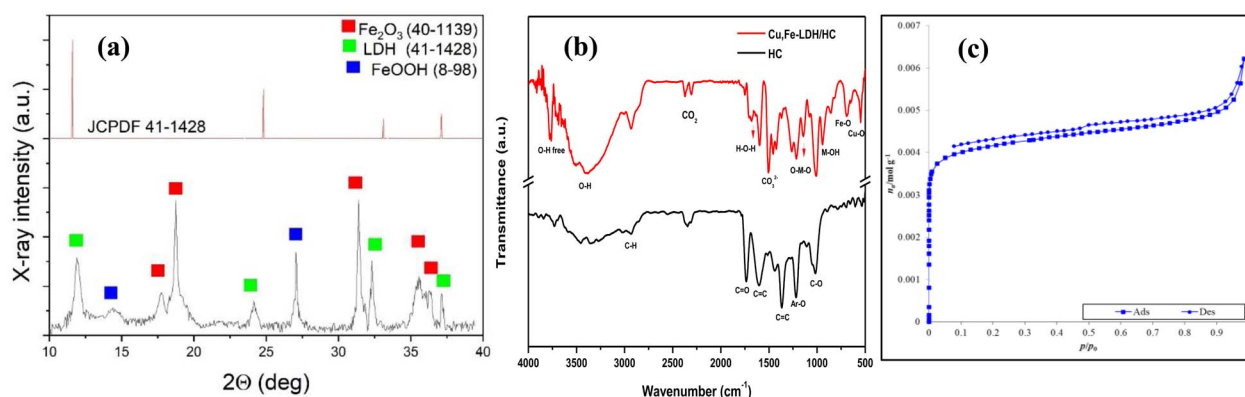 (a)
Fe₂O₃ (40-1139)
LDH (41-1428)
FeOOH (8-98)
JCPDF 41-1428
X-ray intensity (a.u.)
10 15 20 25 30 35 40
2Θ (deg)
(b)
Cu,Fe-LDH/HC
HC
CO₂
O-H free
O-H
H-O-H
CO₃²⁻
O-M-O
M-OH
Fe-O
Cu-O
C-H
C=O
C=C
C=C
Ar-O
C-O
Transmittance (a.u.)
4000 3500 3000 2500 2000 1500 1000 500
Wavenumber (cm⁻¹)
(c)
0.007
0.006
0.005
0.004
0.003
0.002
0.001
0
nₐ/mol g⁻¹
Ads Des
0 0.1 0.2 0.3 0.4 0.5 0.6 0.7 0.8 0.9
p/p₀